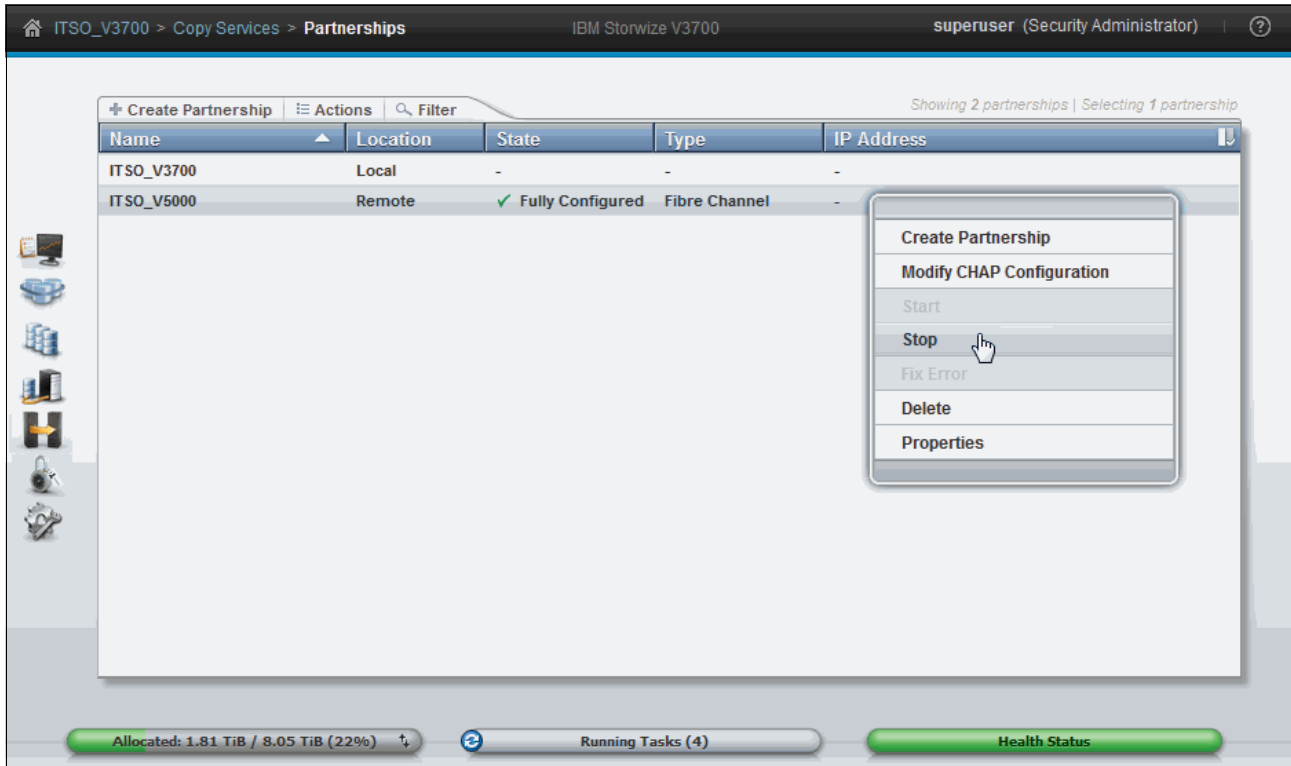 ITSO_V3700 > Copy Services > Partnerships IBM Storwize V3700 superuser (Security Administrator) | ?
Create Partnership Actions Filter Showing 2 partnerships | Selecting 1 partnership
Name Location State Type IP Address
ITSO_V3700 Local - - -
ITSO_V5000 Remote ✓ Fully Configured Fibre Channel -
Create Partnership
Modify CHAP Configuration
Start
Stop
Fix Error
Delete
Properties
Allocated: 1.81 TiB / 8.05 TiB (22%) Running Tasks (4) Health Status